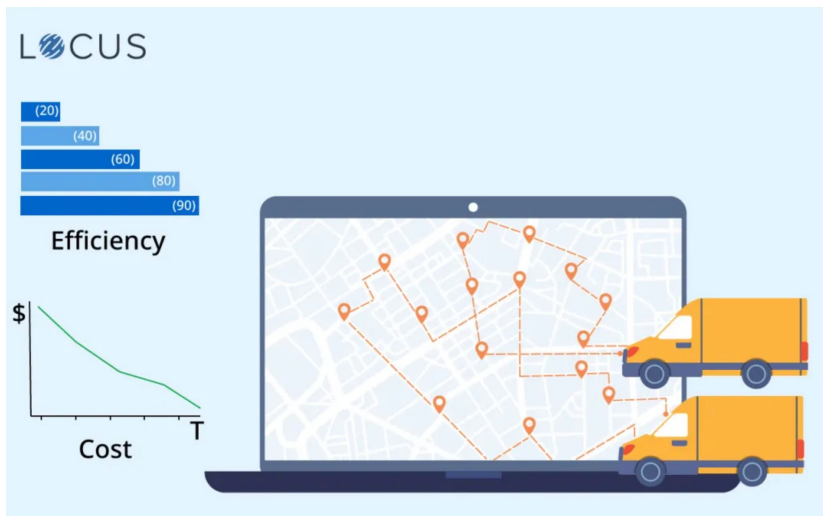 LOCUS
(20)
(40)
(60)
(80)
(90)
Efficiency
$
T
Cost